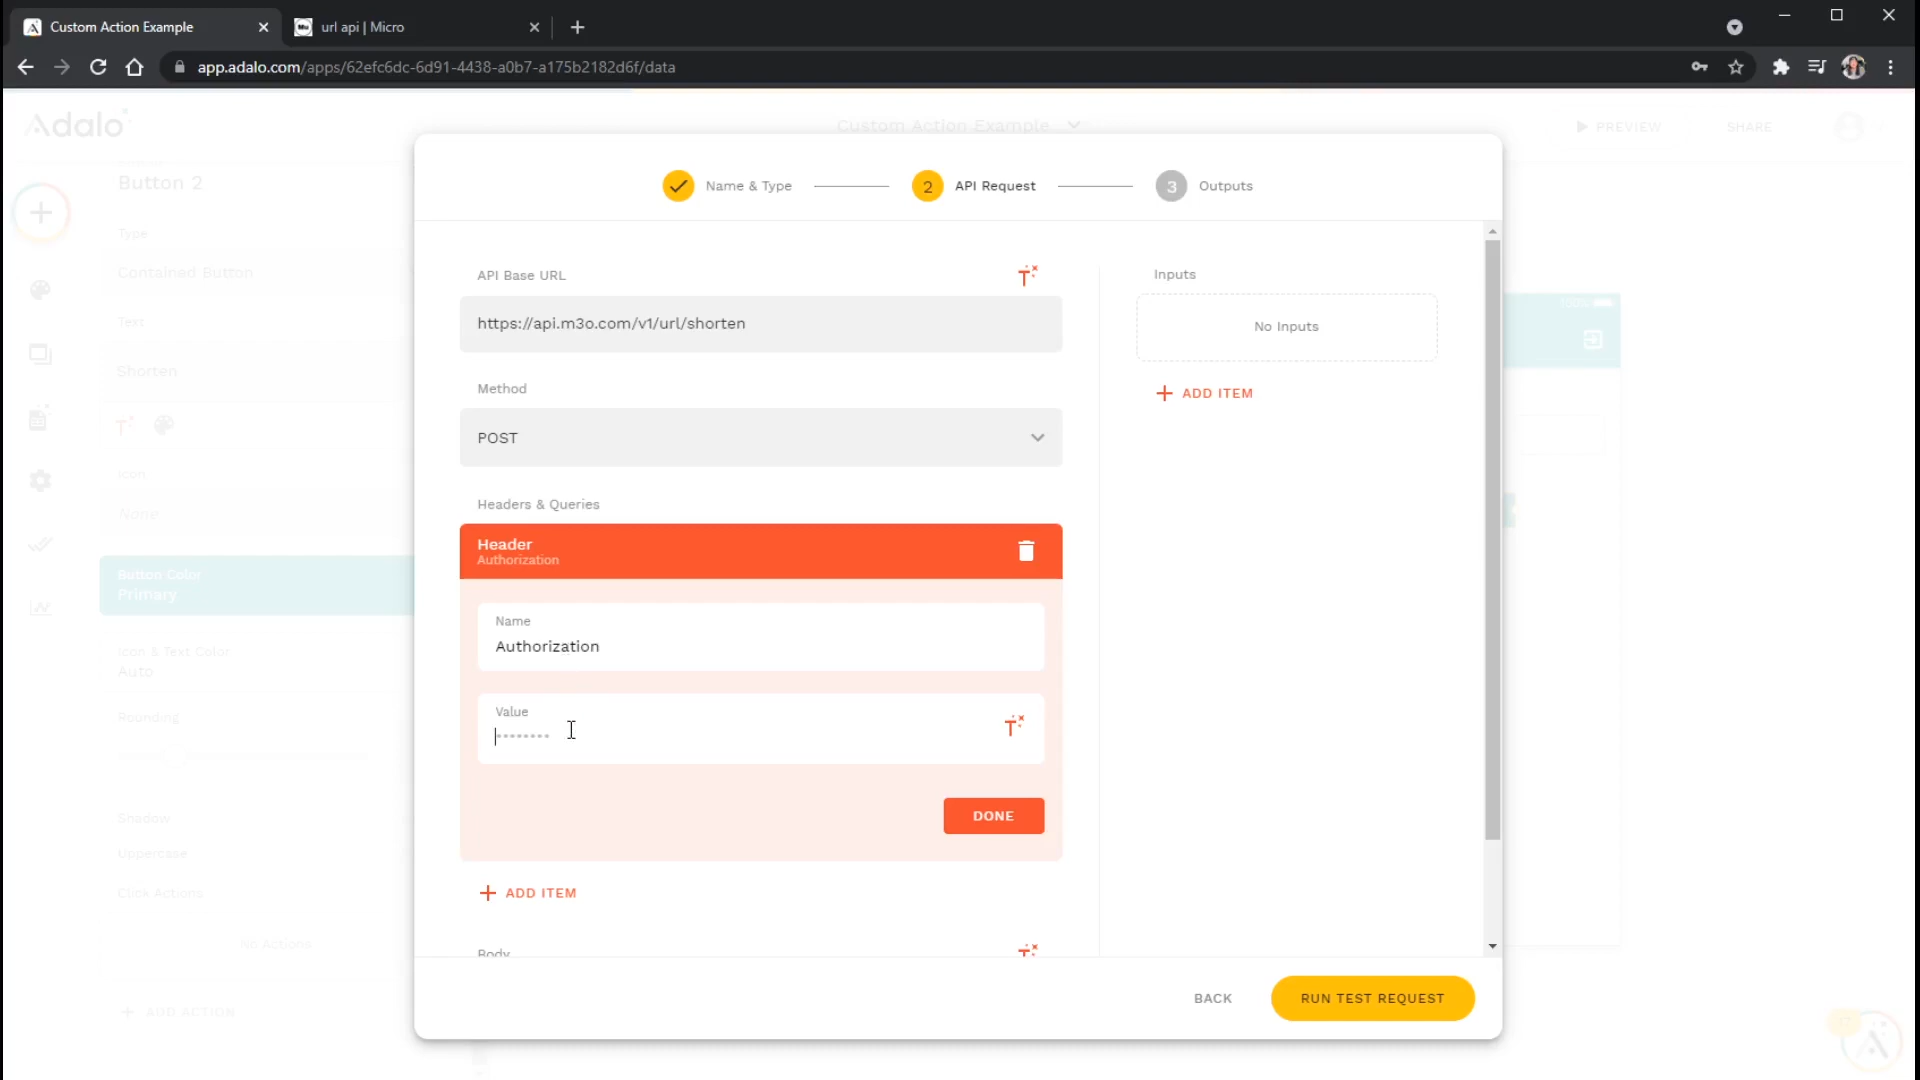 Custom Action Example
url api | Micro
app.adalo.com/apps/62efc6dc-6d91-4438-a0b7-a175b2182d6f/data
Adalo
Custom Action Example
PREVIEW
SHARE
Button 2
Type
Contained Button
Text
Shorten
Icon
None
Button Color
Primary
Icon & Text Color
Auto
Rounding
Shadow
Uppercase
Click Actions
No Actions
ADD ACTION
Name & Type
2
API Request
3
Outputs
API Base URL
https://api.m3o.com/v1/url/shorten
Method
POST
Headers & Queries
Header
Authorization
Name
Authorization
Value
DONE
ADD ITEM
Body
Inputs
No Inputs
ADD ITEM
BACK
RUN TEST REQUEST
100%